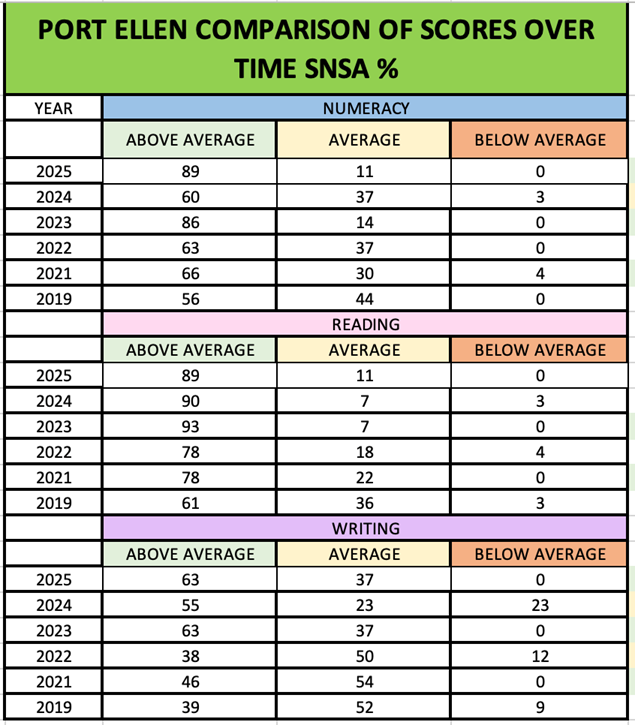 PORT ELLEN COMPARISON OF SCORES OVER
TIME SNSA %
YEAR NUMERACY
ABOVE AVERAGE AVERAGE BELOW AVERAGE
2025 89 11 0
2024 60 37 3
2023 86 14 0
2022 63 37 0
2021 66 30 4
2019 56 44 0
READING
ABOVE AVERAGE AVERAGE BELOW AVERAGE
2025 89 11 0
2024 90 7 3
2023 93 7 0
2022 78 18 4
2021 78 22 0
2019 61 36 3
WRITING
ABOVE AVERAGE AVERAGE BELOW AVERAGE
2025 63 37 0
2024 55 23 23
2023 63 37 0
2022 38 50 12
2021 46 54 0
2019 39 52 9